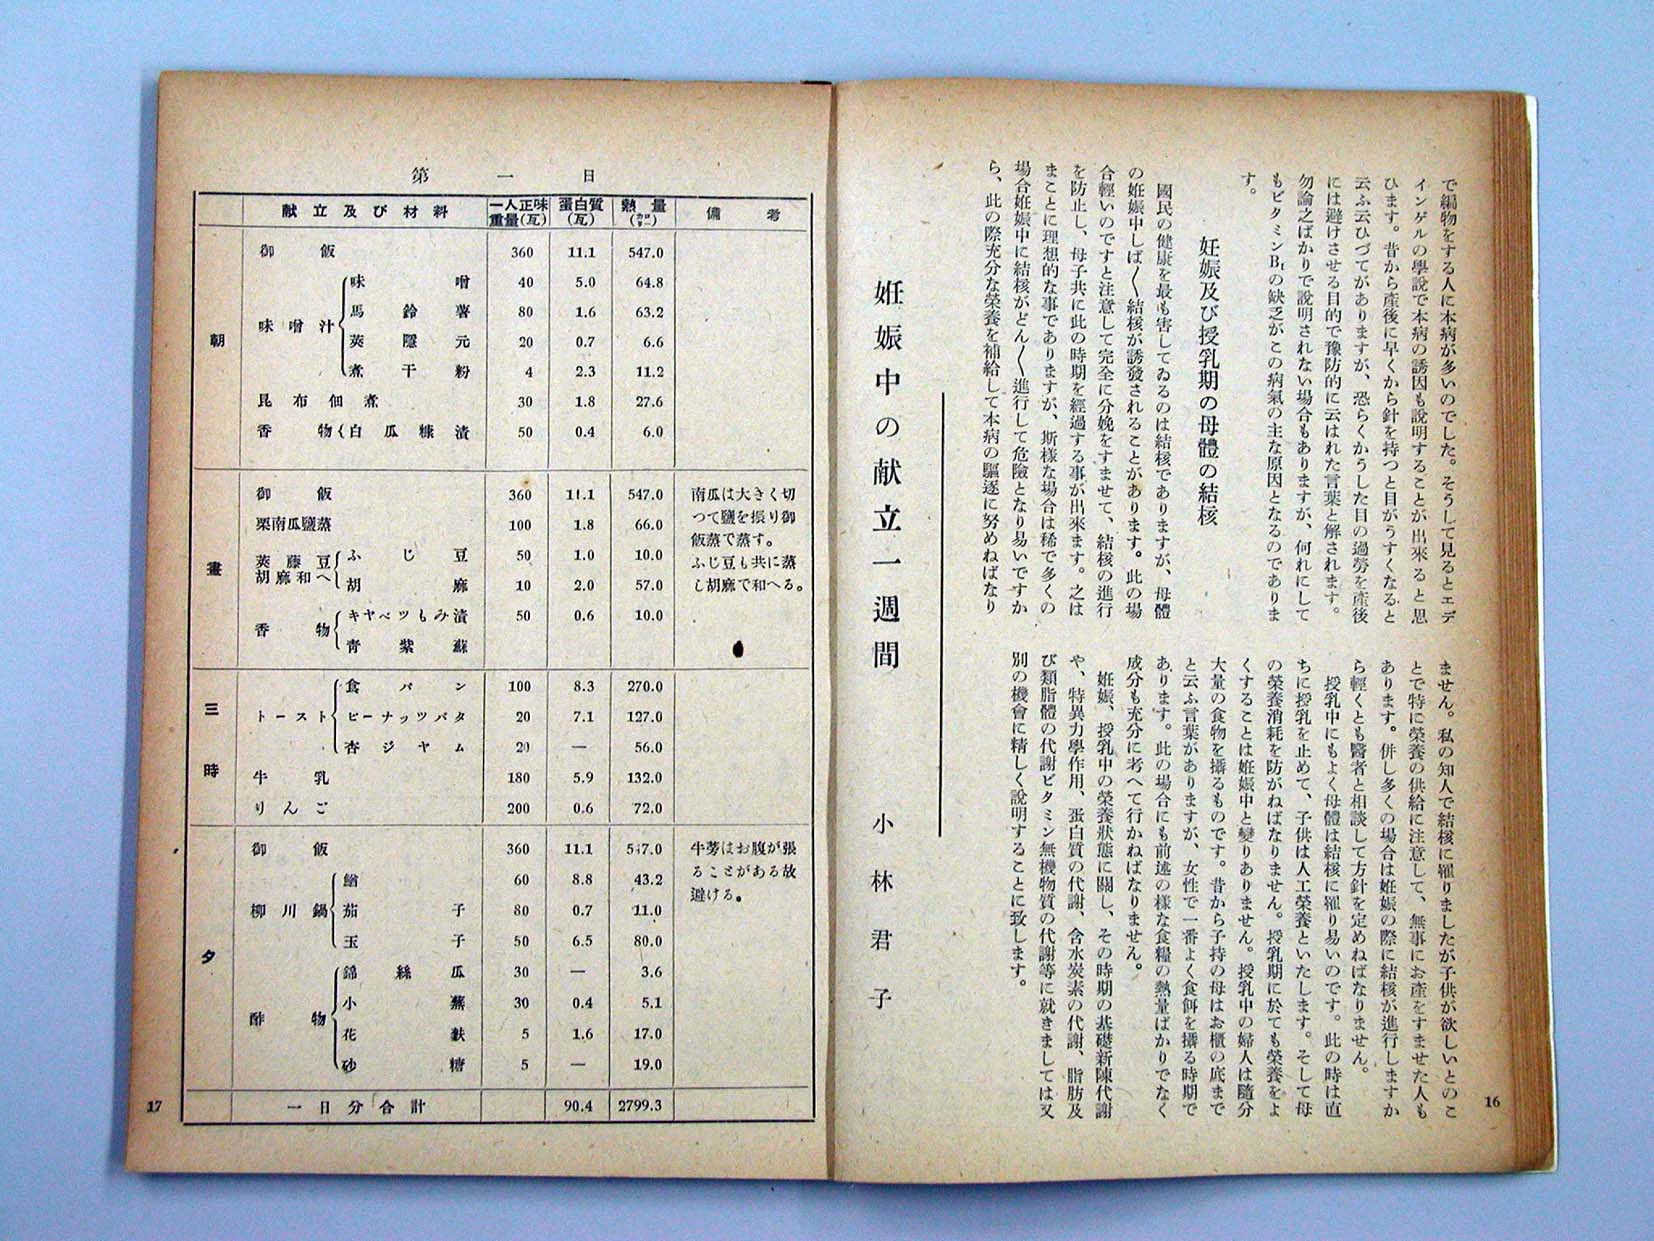 で編物をする人に本病が多いのでした。そうして見るとエデ
インゲルの學說で本病の誘因も說明することが出來ると思
ひます。昔から產後に早くから針を持つと目がうすくなると
云ふ云ひづてがありますが、恐らくかうした目の過勞を產後
には避けさせる目的で豫防的に云はれた言葉と解されます。
勿論之ばかりで說明されない場合もありますが、何れにして
もビタミンB₁の缺乏がこの病氣の主な原因となるのでありま
す。
妊娠及び授乳期の母體の結核
國民の健康を最も害してゐるのは結核でありますが、母體
の妊娠中しば〱結核が誘發されることがあります。此の場
合輕いのですと注意して完全に分娩をすませて、結核の進行
を防止し、母子共に此の時期を經過する事が出來ます。之は
まことに理想的な事でありますが、斯樣な場合は稀で多くの
場合妊娠中に結核がどん〱進行して危險となり易いですか
ら、此の際充分な榮養を補給して本病の驅逐に努めねばなり
ません。私の知人で結核に罹りましたが子供が欲しいとのこ
とで特に榮養の供給に注意して、無事にお產をすませた人も
あります。併し多くの場合は妊娠の際に結核が進行しますか
ら輕くとも醫者と相談して方針を定めねばなりません。
授乳中にもよく母體は結核に罹り易いのです。此の時は直
ちに授乳を止めて、子供は人工榮養といたします。そして母
の榮養消耗を防がねばなりません。授乳期に於ても榮養をよ
くすることは妊娠中と變りありません。授乳中の婦人は隨分
大量の食物を攝るものです。昔から子持の母はお櫃の底まで
と云ふ言葉がありますが、女性で一番よく食餌を攝る時期で
あります。此の場合にも前述の樣な食糧の熱量ばかりでなく
成分も充分に考へて行かねばなりません。
妊娠、授乳中の榮養狀態に關し、その時期の基礎新陳代謝
や、特異力學作用、蛋白質の代謝、含水炭素の代謝、脂肪及
び類脂體の代謝ビタミン無機物質の代謝等に就きましては又
別の機會に精しく說明することに致します。
妊娠中の献立一週間
小林君子
16
第一日
献立及び材料 一人正味重量(瓦) 蛋白質(瓦) 熱量(カロリー) 備考
朝
御飯 360 11.1 547.0
味噌汁 味噌 40 5.0 64.8
馬鈴薯 80 1.6 63.2
莢隱元 20 0.7 6.6
煮干粉 4 2.3 11.2
昆布佃煮 30 1.8 27.6
香物 白瓜糠漬 50 0.4 6.0
晝
御飯 360 11.1 547.0
栗南瓜鹽蒸 100 1.8 66.0
莢藤豆胡麻和へ ふじ豆 50 1.0 10.0
胡麻 10 2.0 57.0
香物 キヤベツもみ漬 50 0.6 10.0
靑紫蘇
南瓜は大きく切
つて鹽を振り御
飯蒸で蒸す。
ふじ豆も共に蒸
し胡麻で和へる。
三時
トースト 食パン 100 8.3 270.0
ピーナッツバタ 20 7.1 127.0
杏ジャム 20 — 56.0
牛乳 180 5.9 132.0
りんご 200 0.6 72.0
夕
御飯 360 11.1 547.0
柳川鍋 鰌 60 8.8 43.2
茄子 80 0.7 11.0
玉子 50 6.5 80.0
酢物 錦絲瓜 30 — 3.6
小蕪 30 0.4 5.1
花麩 5 1.6 17.0
砂糖 5 — 19.0
牛蒡はお腹が張
ることがある故
避ける。
一日分合計 90.4 2799.3
17